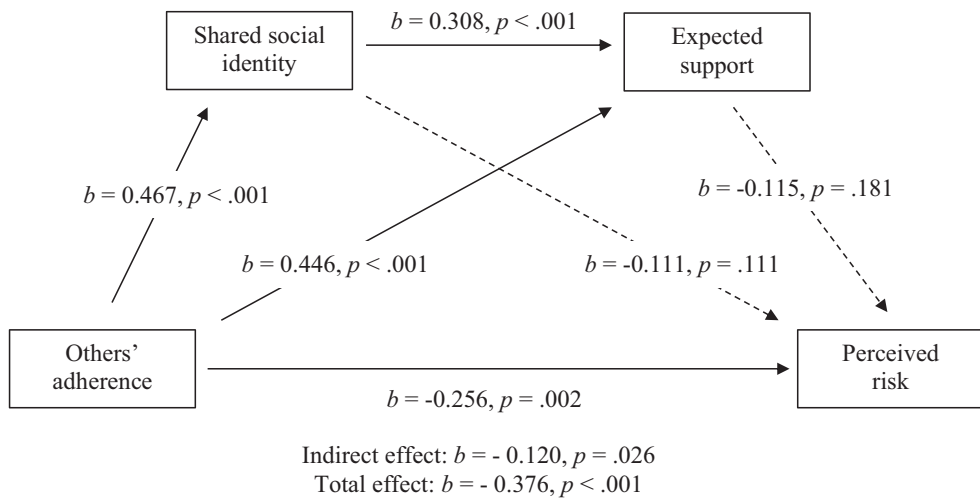 b = 0.308, p < .001
Shared social
identity
Expected
support
b = 0.467, p < .001
b = -0.115, p = .181
b = 0.446, p < .001
b = -0.111, p = .111
Others’
adherence
Perceived
risk
b = -0.256, p = .002
Indirect effect: b = - 0.120, p = .026
Total effect: b = - 0.376, p < .001